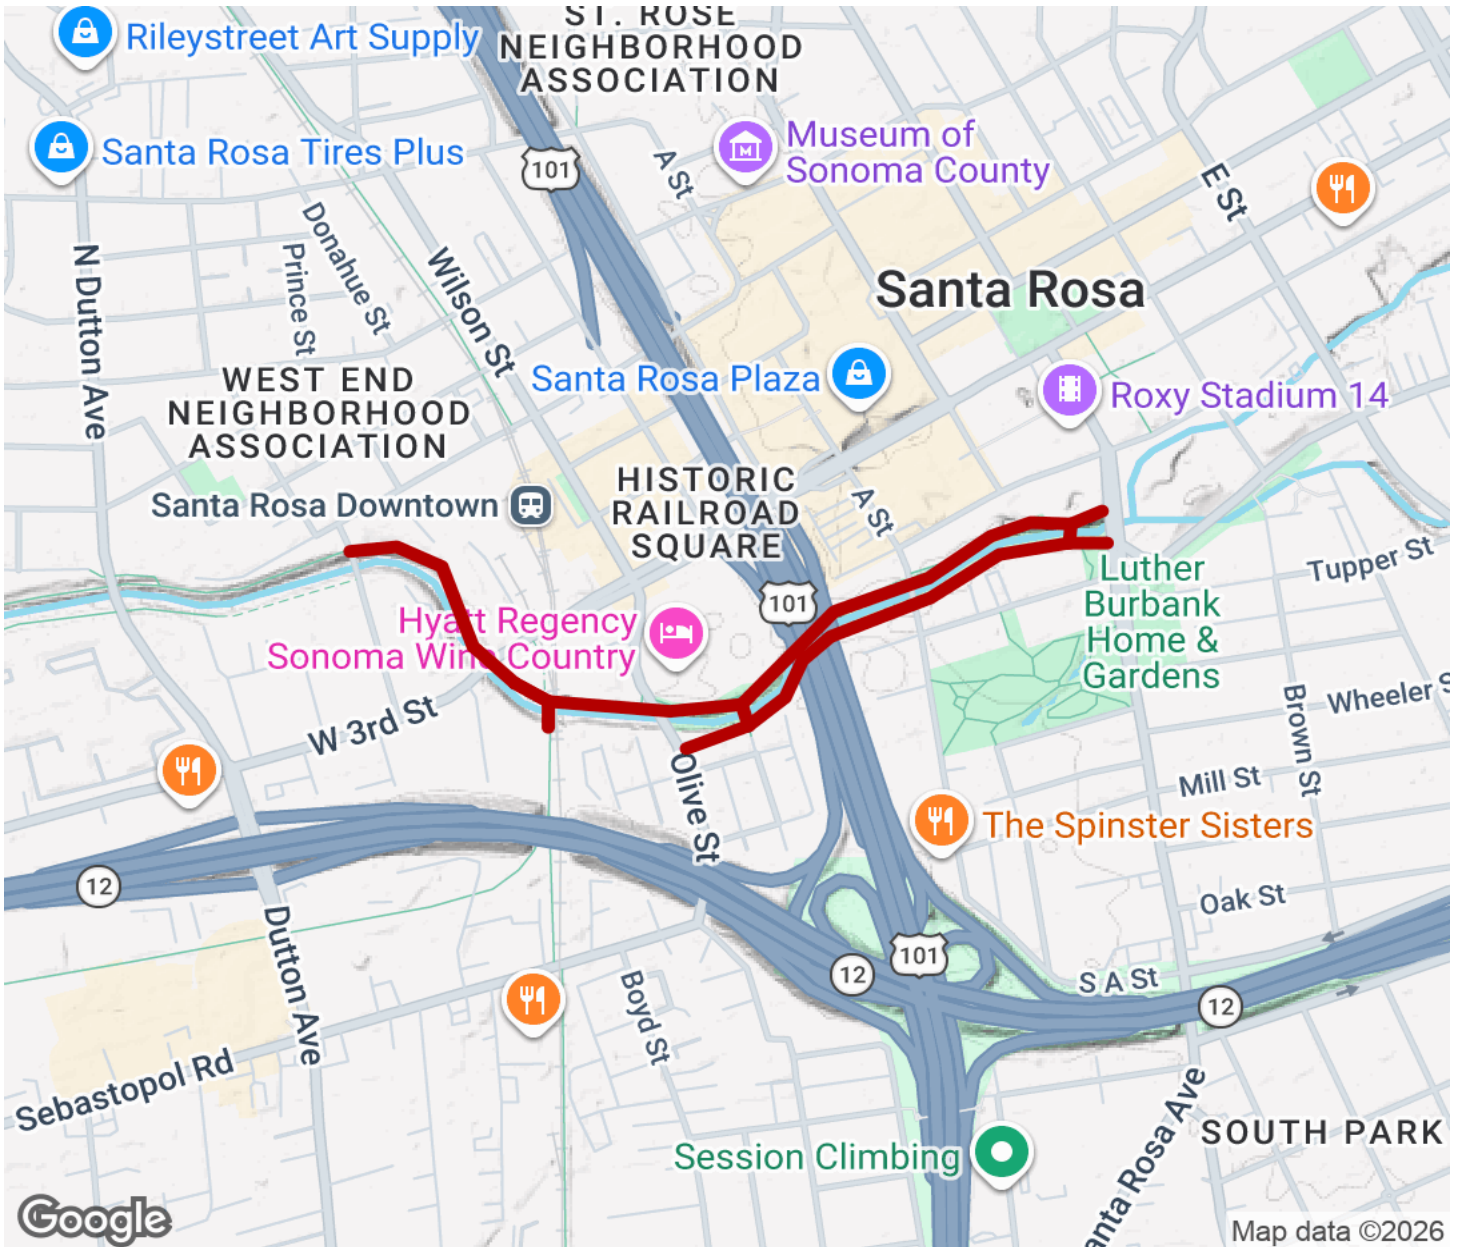 ST. ROSE
NEIGHBORHOOD
ASSOCIATION
Rileystreet Art Supply
Santa Rosa Tires Plus
101
A St
Museum of
Sonoma County
E St
N Dutton Ave
Prince St
Donahue St
Wilson St
Santa Rosa
WEST END
NEIGHBORHOOD
ASSOCIATION
Santa Rosa Plaza
Roxy Stadium 14
Santa Rosa Downtown
HISTORIC
RAILROAD
SQUARE
A St
101
Tupper St
Luther
Burbank
Home &
Gardens
Hyatt Regency
Sonoma Wine Country
W 3rd St
Olive St
Wheeler S
Brown St
Mill St
The Spinster Sisters
12
Oak St
Dutton Ave
101
12
S A St
12
Boyd St
Sebastopol Rd
Session Climbing
anta Rosa Ave
SOUTH PARK
Google
Map data ©2026